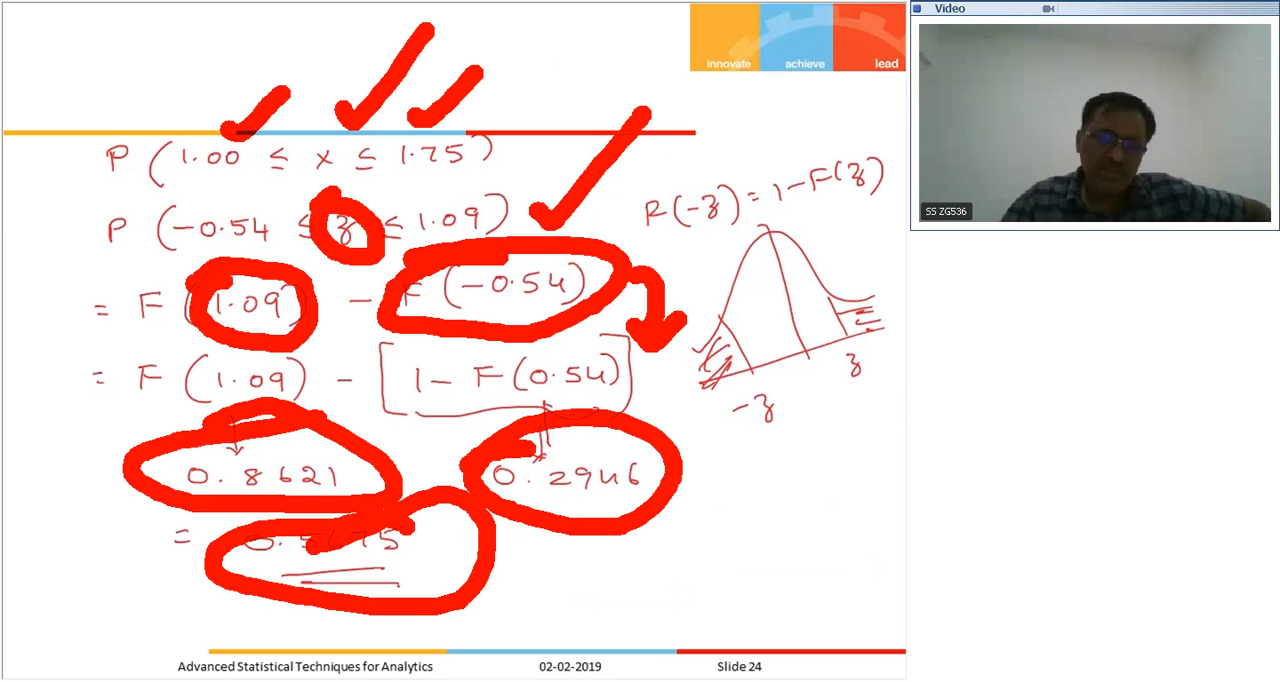 innovate achieve lead
Video
SS ZG536
P (1.00 ≤ x ≤ 1.75)
P (-0.54 ≤ z ≤ 1.09)
= F (1.09) - F (-0.54)
= F (1.09) - [1 - F(0.54)]
0.8621 0.2946
= 0.5675
F(-z) = 1-F(z)
-z z
Advanced Statistical Techniques for Analytics 02-02-2019 Slide 24